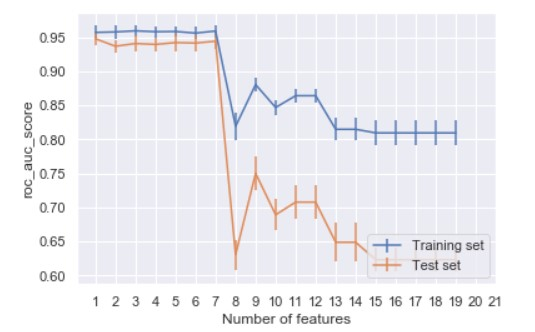 roc_auc_score
0.95
0.90
0.85
0.80
0.75
0.70
0.65
0.60
Training set
Test set
1 2 3 4 5 6 7 8 9 10 11 12 13 14 15 16 17 18 19 20 21
Number of features